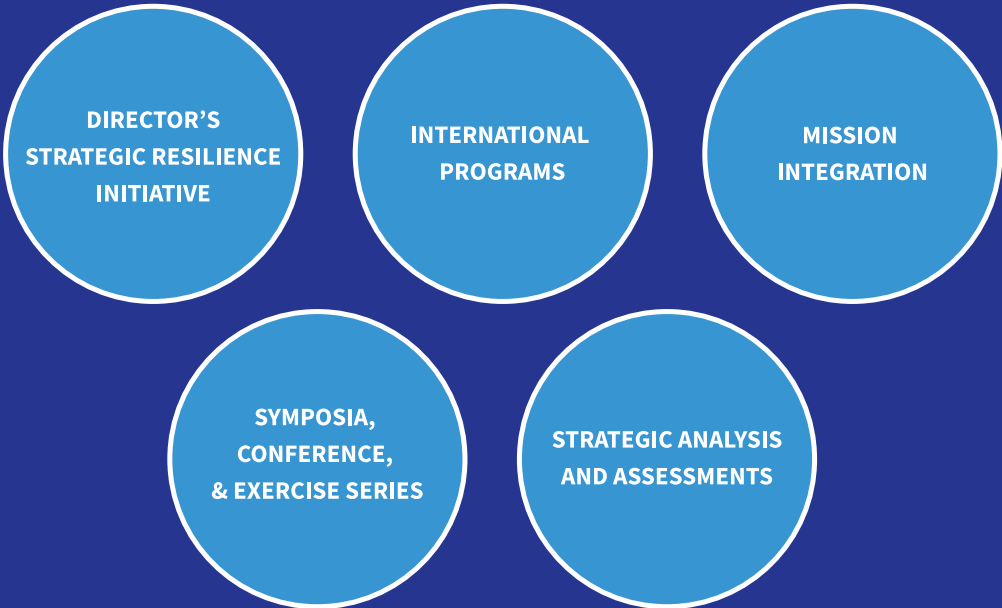 DIRECTOR’S
STRATEGIC RESILIENCE
INITIATIVE
INTERNATIONAL
PROGRAMS
MISSION
INTEGRATION
SYMPOSIA,
CONFERENCE,
& EXERCISE SERIES
STRATEGIC ANALYSIS
AND ASSESSMENTS